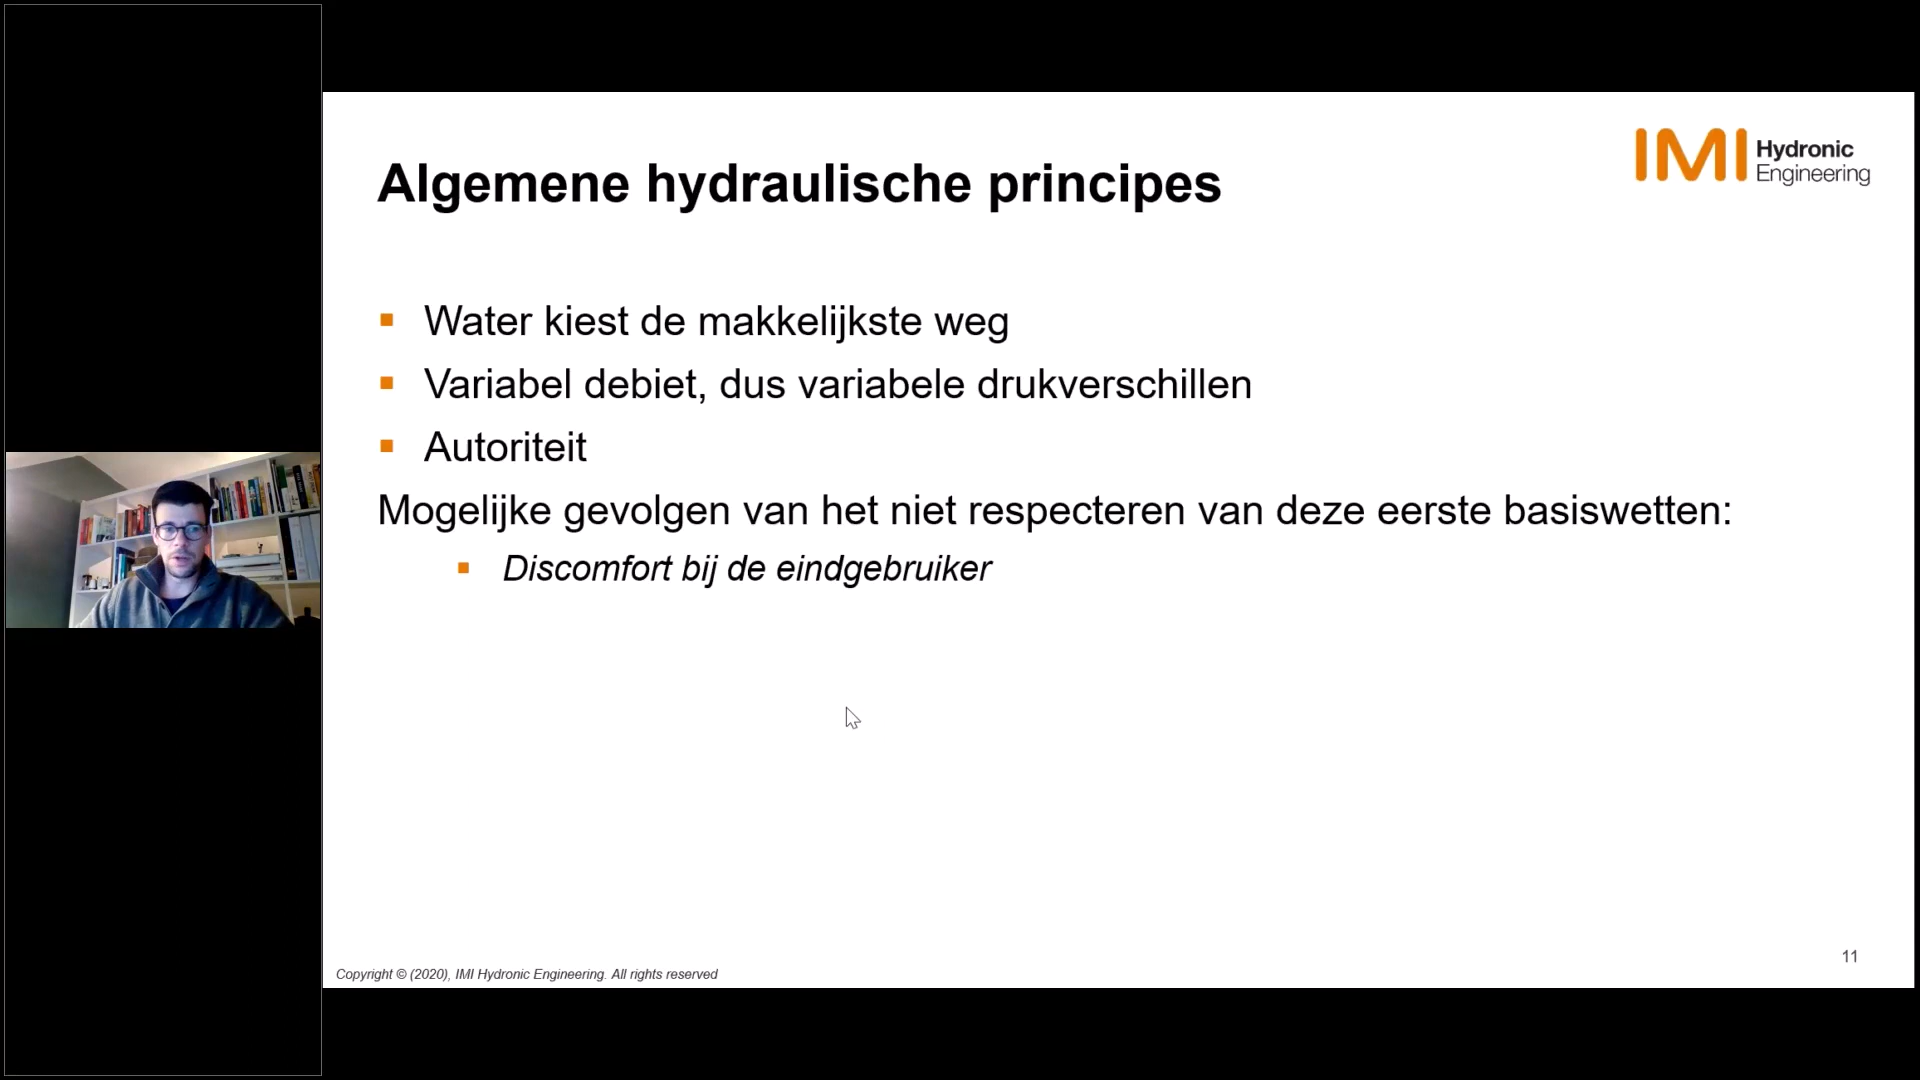 IMI Hydronic
Engineering
Algemene hydraulische principes
Water kiest de makkelijkste weg
Variabel debiet, dus variabele drukverschillen
Autoriteit
Mogelijke gevolgen van het niet respecteren van deze eerste basiswetten:
Discomfort bij de eindgebruiker
11
Copyright © (2020), IMI Hydronic Engineering. All rights reserved